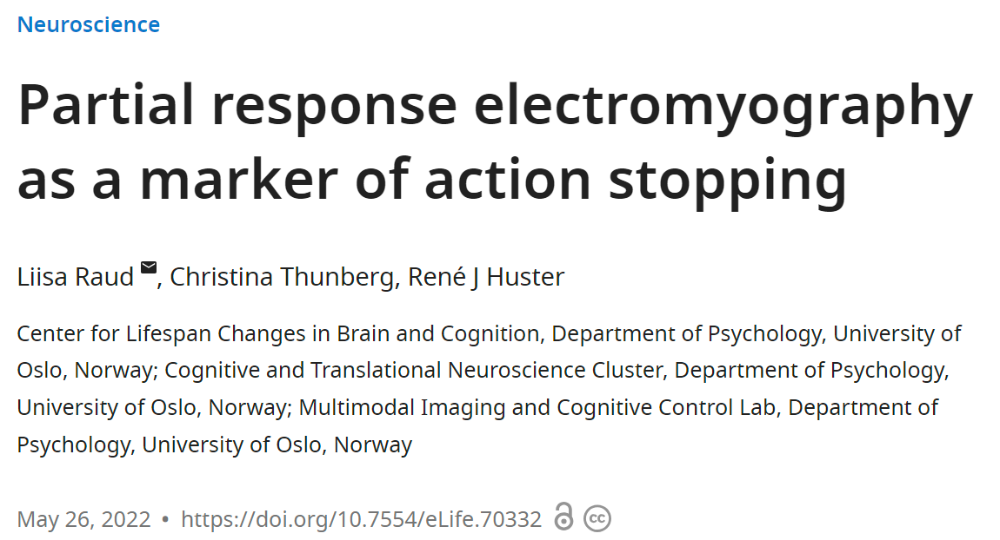 Neuroscience
Partial response electromyography
as a marker of action stopping
Liisa Raud, Christina Thunberg, René J Huster
Center for Lifespan Changes in Brain and Cognition, Department of Psychology, University of
Oslo, Norway; Cognitive and Translational Neuroscience Cluster, Department of Psychology,
University of Oslo, Norway; Multimodal Imaging and Cognitive Control Lab, Department of
Psychology, University of Oslo, Norway
May 26, 2022 • https://doi.org/10.7554/eLife.70332 cc